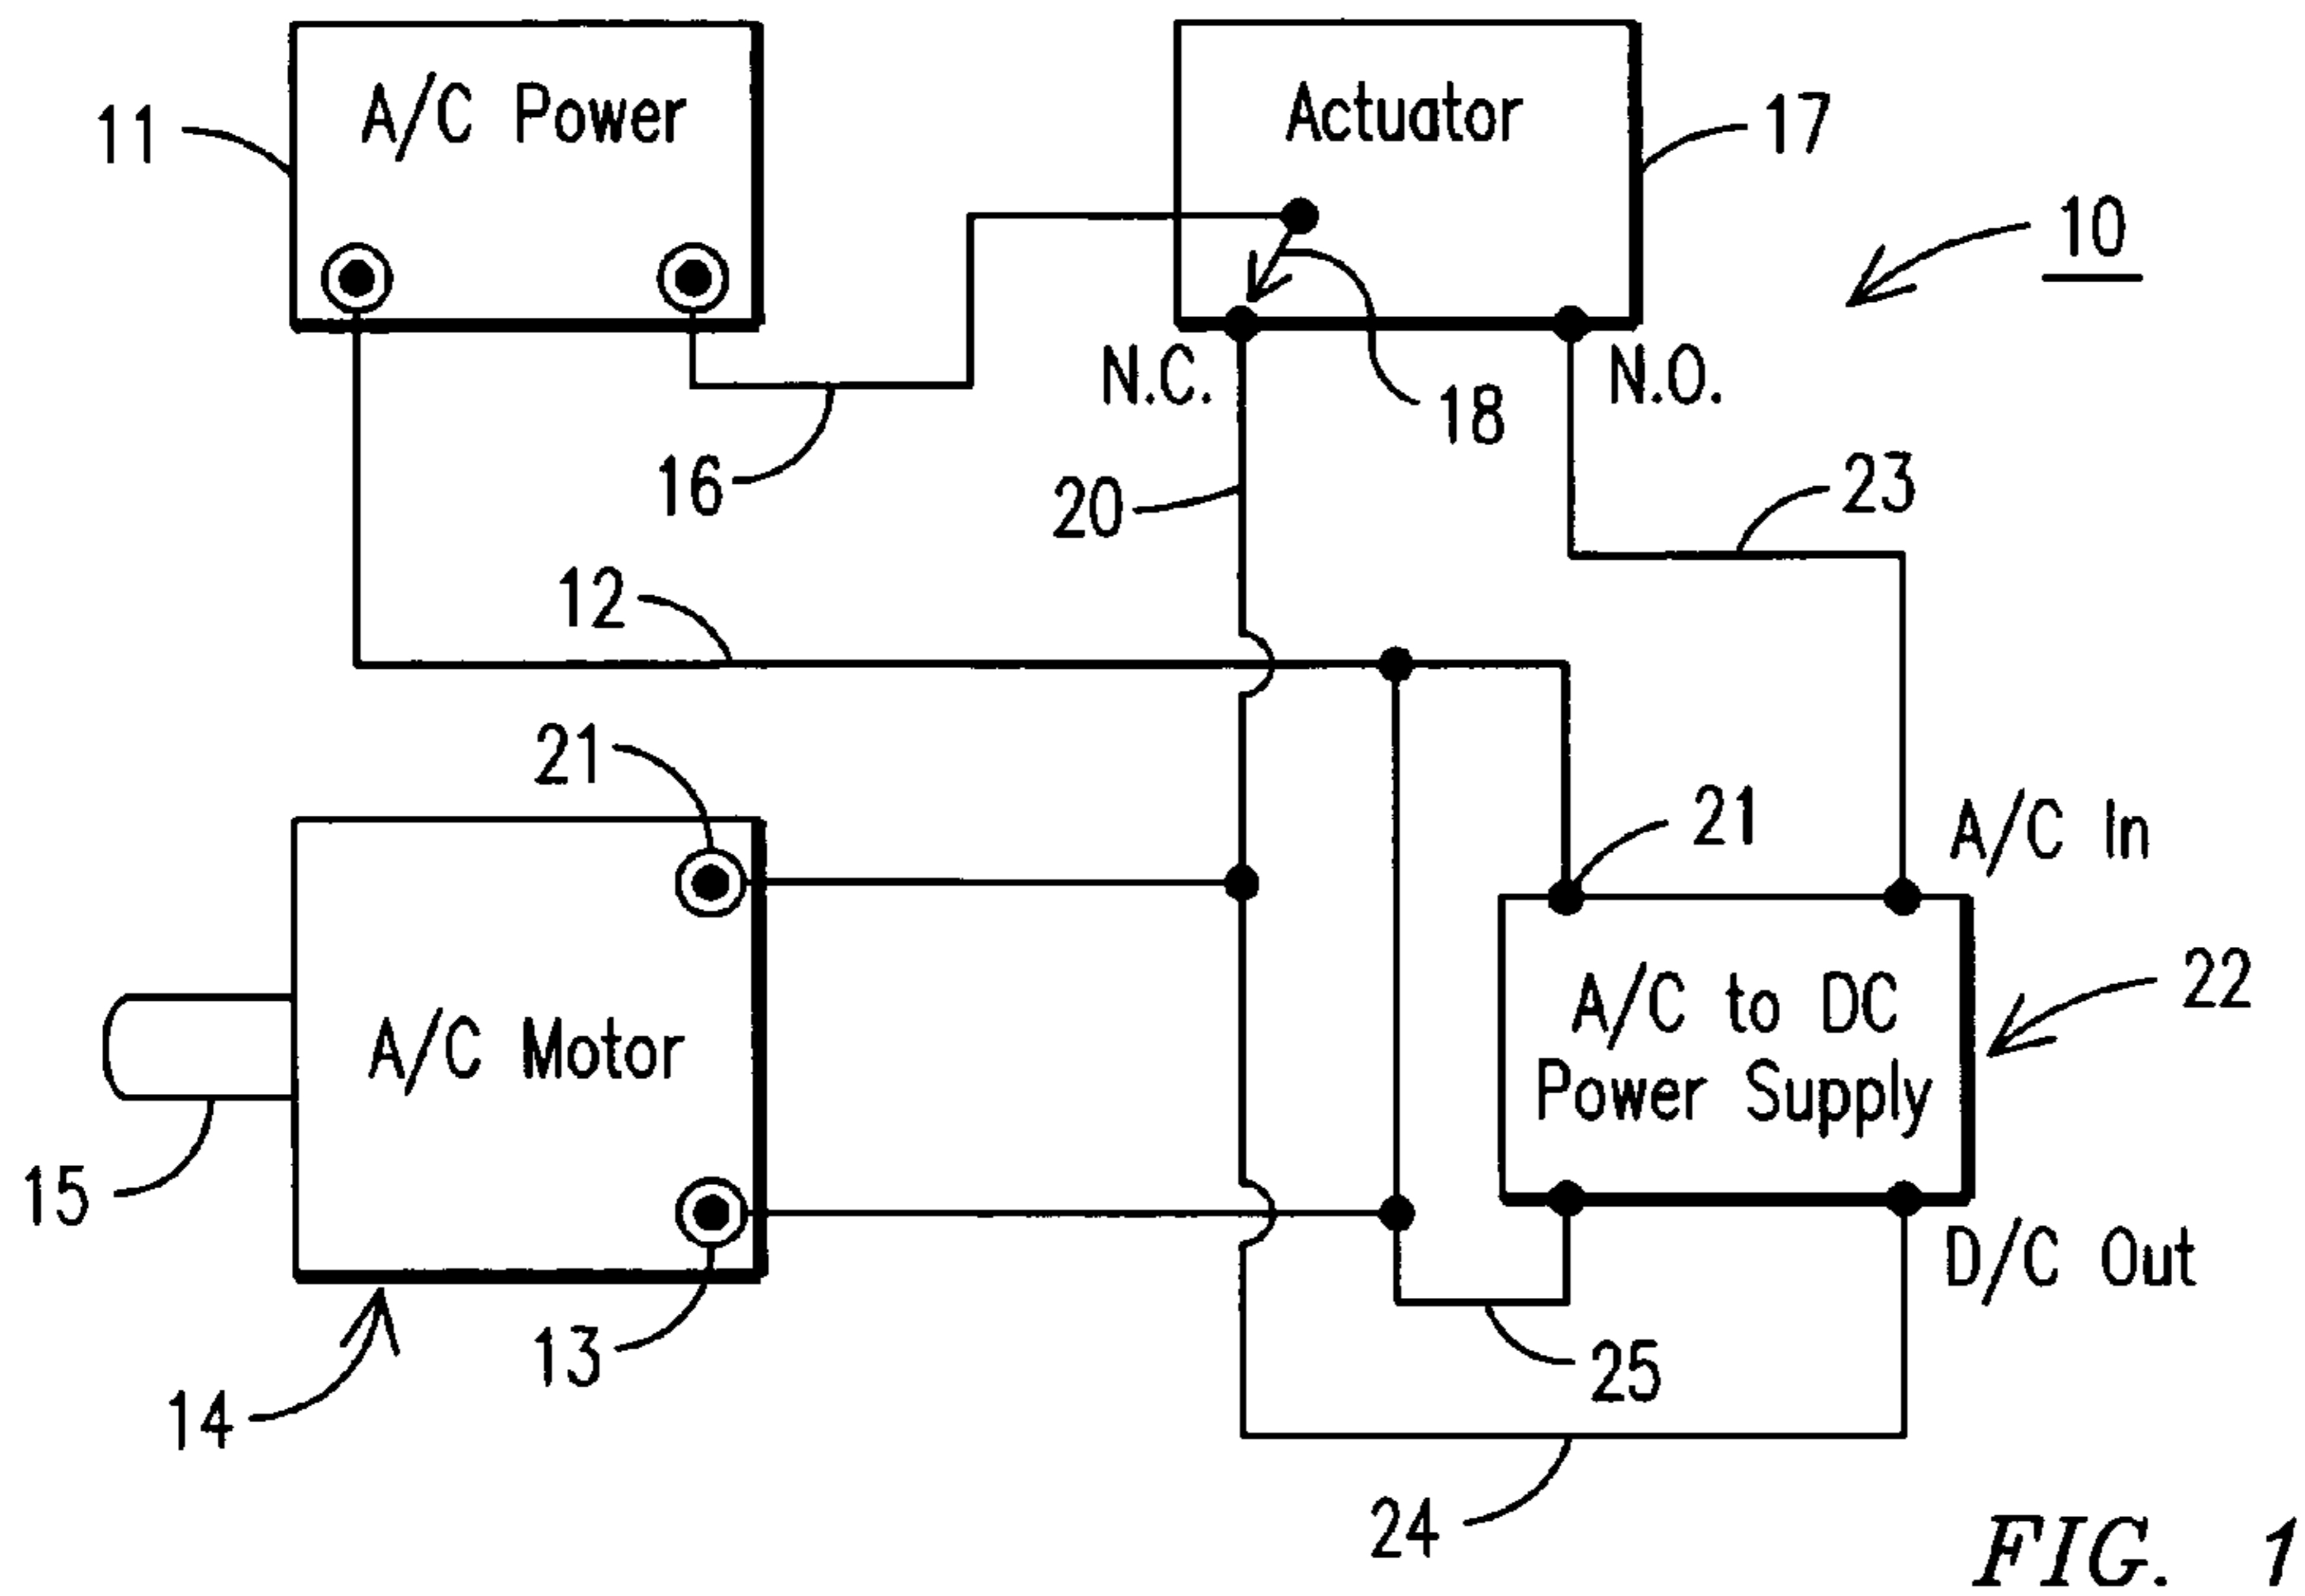 A/C Power
Actuator
11
17
10
N.C.
N.O.
18
16
20
23
12
21
21
A/C In
A/C to DC
Power Supply
22
A/C Motor
15
D/C Out
13
25
14
24
FIG. 1